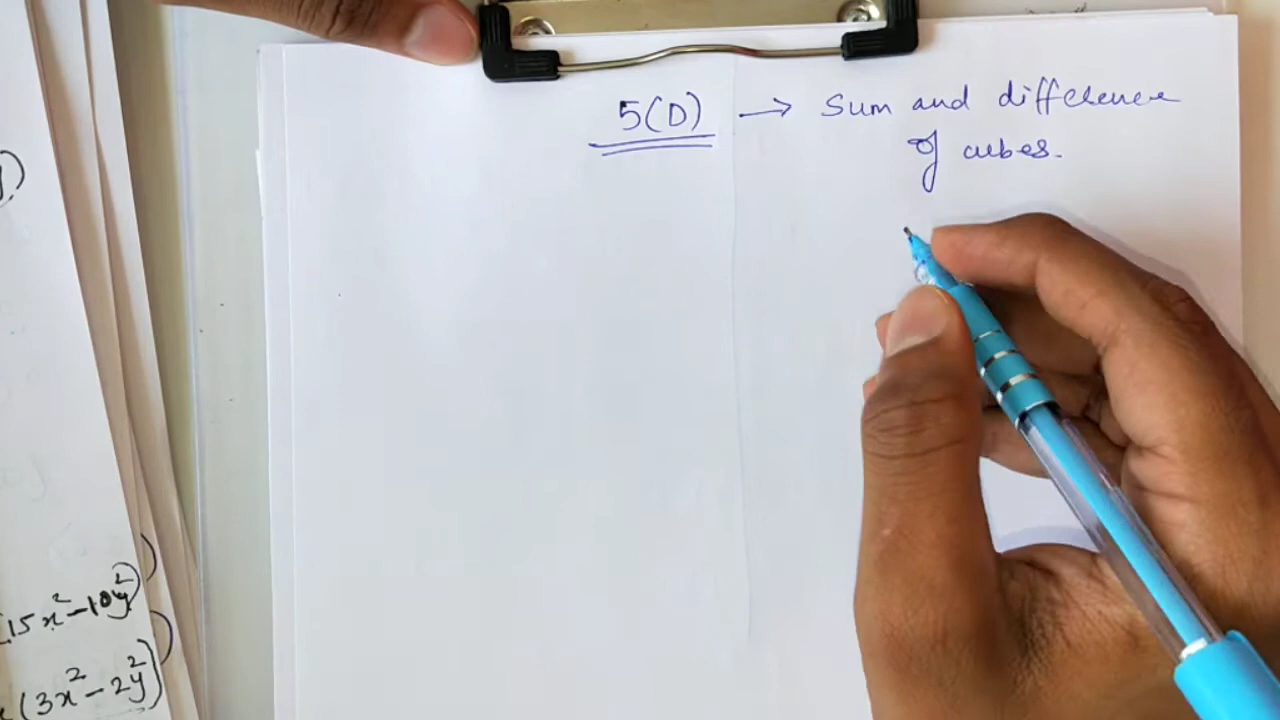 5(D) → Sum and difference
of cubes.
(15x²-10y²)
(3x²-2y²)